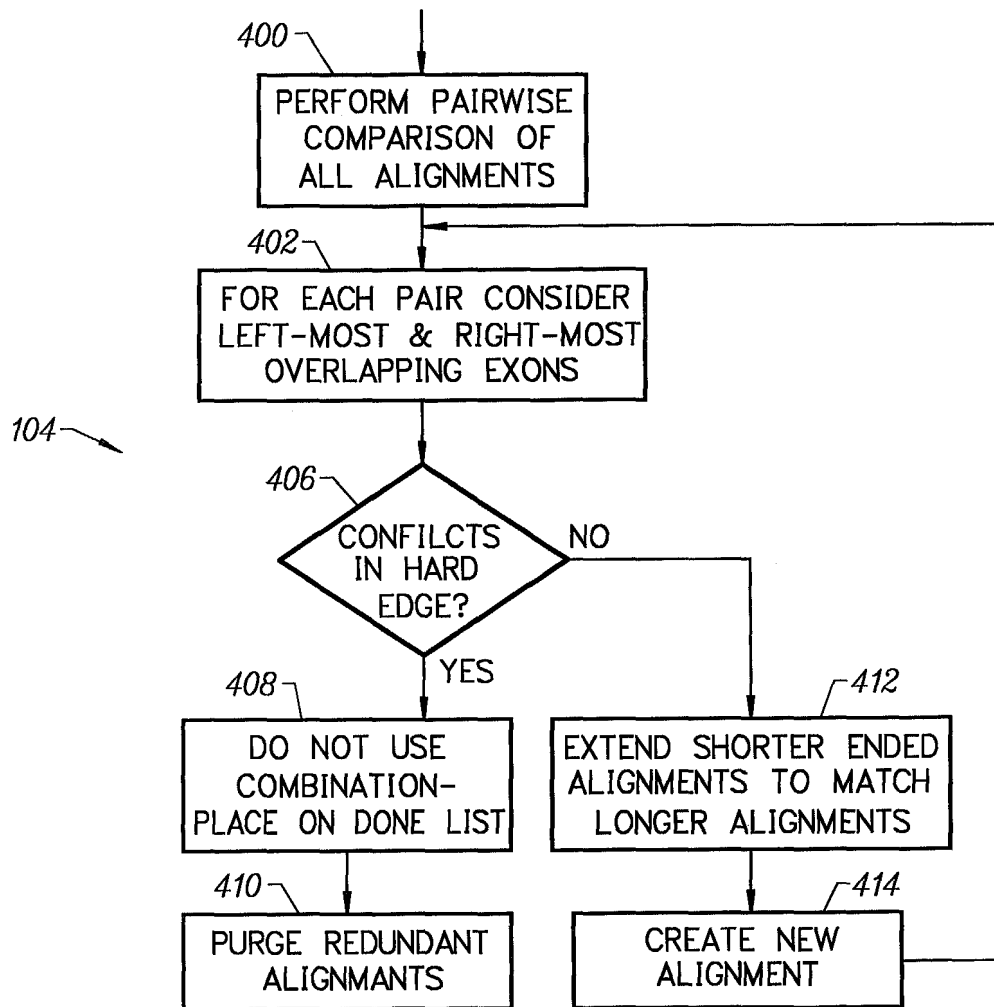 400
PERFORM PAIRWISE
COMPARISON OF
ALL ALIGNMENTS
402
FOR EACH PAIR CONSIDER
LEFT-MOST & RIGHT-MOST
OVERLAPPING EXONS
104
406
CONFILCTS
IN HARD
EDGE?
NO
YES
408
DO NOT USE
COMBINATION-
PLACE ON DONE LIST
412
EXTEND SHORTER ENDED
ALIGNMENTS TO MATCH
LONGER ALIGNMENTS
410
PURGE REDUNDANT
ALIGNMANTS
414
CREATE NEW
ALIGNMENT